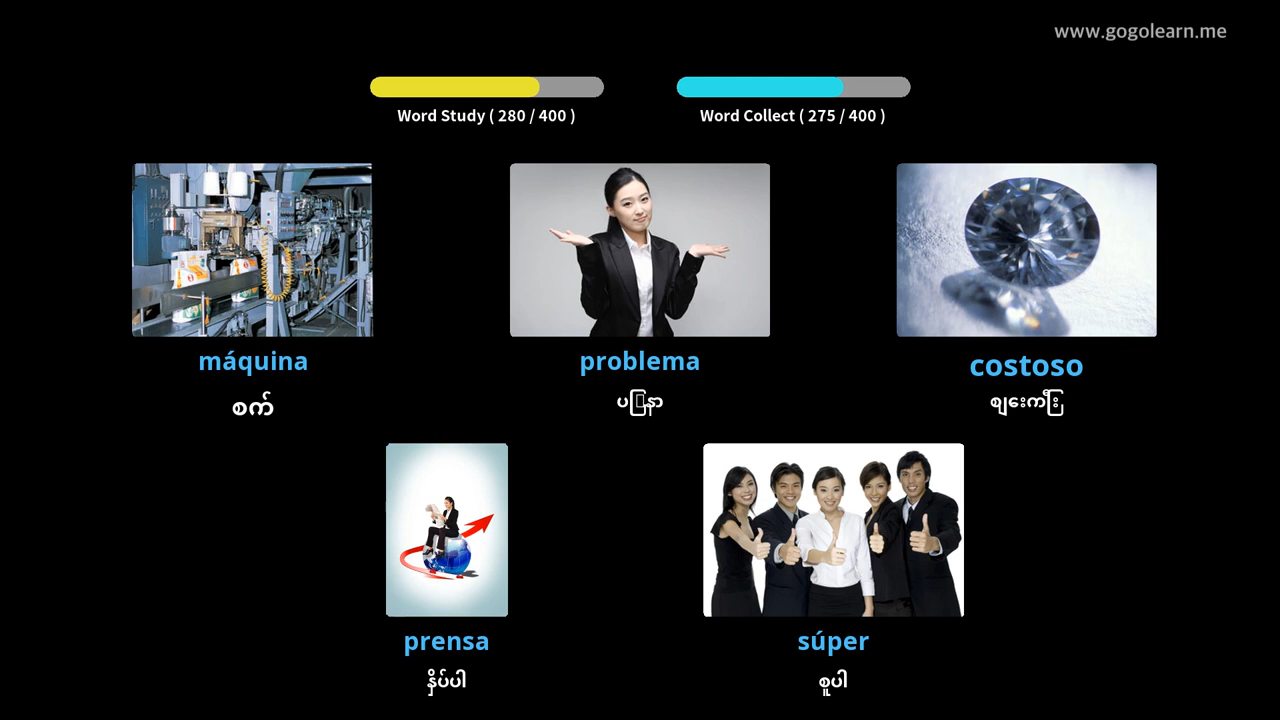 www.gogolearn.me
Word Study ( 280 / 400 )
Word Collect ( 275 / 400 )
máquina
problema
costoso
စက်
စျေးကြီး
prensa
súper
နှိပ်ပါ
စူပါ